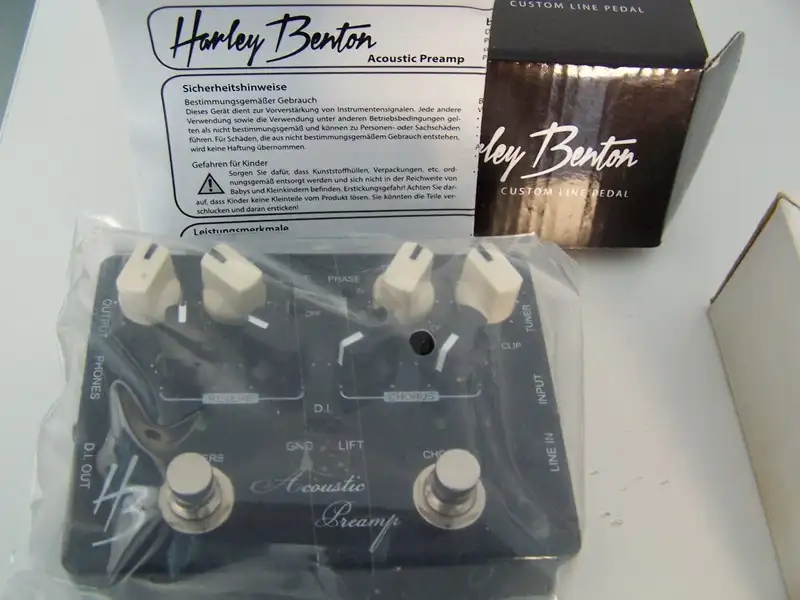 Harley Benton
Acoustic Preamp
Sicherheitshinweise
Bestimmungsgemäßer Gebrauch
Dieses Gerät dient zur Vorverstärkung von Instrumentensignalen. Jede andere
Verwendung sowie die Verwendung unter anderen Betriebsbedingungen gel-
ten als nicht bestimmungsgemäß und können zu Personen- oder Sachschäden
führen. Für Schäden, die aus nicht bestimmungsgemäßem Gebrauch entstehen,
wird keine Haftung übernommen.
Gefahren für Kinder
Sorgen Sie dafür, dass Kunststoffhüllen, Verpackungen, etc. ord-
nungsgemäß entsorgt werden und sich nicht in der Reichweite von
Babys und Kleinkindern befinden. Erstickungsgefahr! Achten Sie dar-
auf, dass Kinder keine Kleinteile vom Produkt lösen. Sie könnten die Teile ver-
schlucken und daran ersticken!
Leistungsmerkmale
CUSTOM LINE PEDAL
ley Benton
CUSTOM LINE PEDAL
PHASE
OFF
OUTPUT
PHONES
D.I. OUT
TUNER
CLIP
INPUT
LINE IN
REVERB
CHORUS
D.I.
GND LIFT
ERB
CH
HB
Acoustic
Preamp